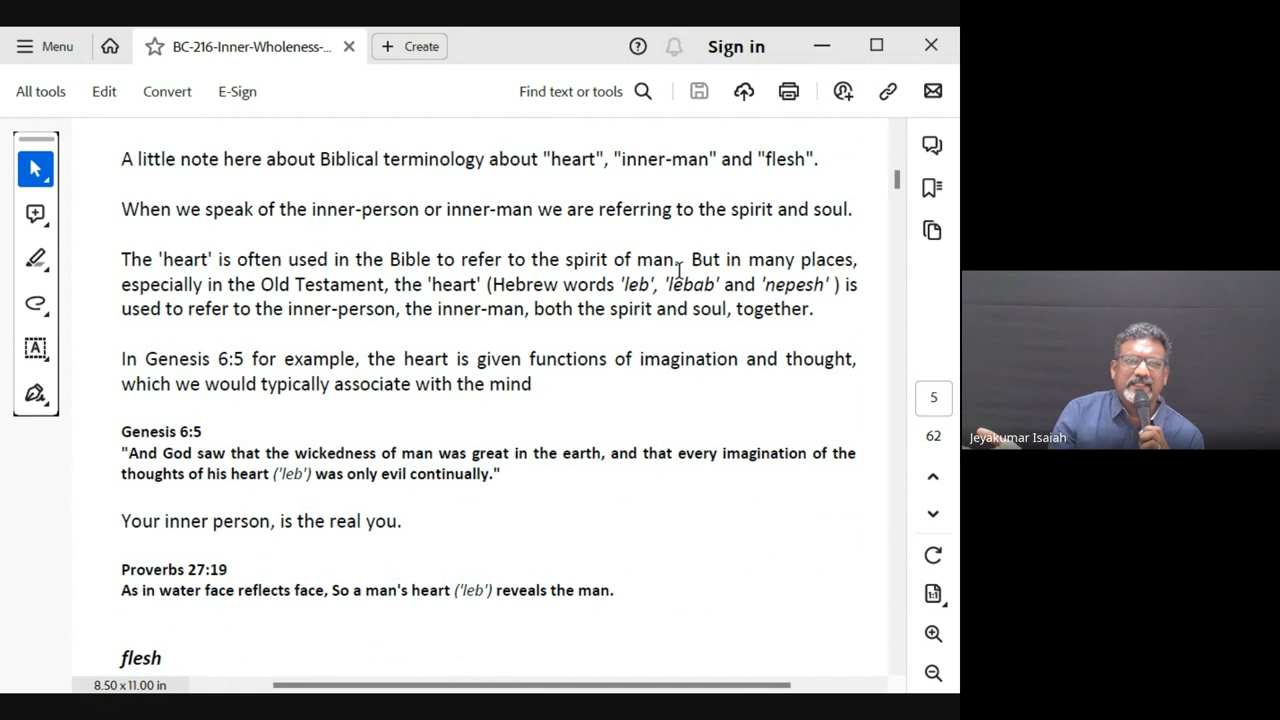 Menu
BC-216-Inner-Wholeness-...
Create
Sign in
All tools
Edit
Convert
E-Sign
Find text or tools
A little note here about Biblical terminology about "heart", "inner-man" and "flesh".
When we speak of the inner-person or inner-man we are referring to the spirit and soul.
The 'heart' is often used in the Bible to refer to the spirit of man. But in many places,
especially in the Old Testament, the 'heart' (Hebrew words 'leb', 'lebab' and 'nepesh' ) is
used to refer to the inner-person, the inner-man, both the spirit and soul, together.
In Genesis 6:5 for example, the heart is given functions of imagination and thought,
which we would typically associate with the mind
Genesis 6:5
"And God saw that the wickedness of man was great in the earth, and that every imagination of the
thoughts of his heart ('leb') was only evil continually."
Your inner person, is the real you.
Proverbs 27:19
As in water face reflects face, So a man's heart ('leb') reveals the man.
flesh
8.50 x 11.00 in
5
62
1:1
Jeyakumar Isaiah